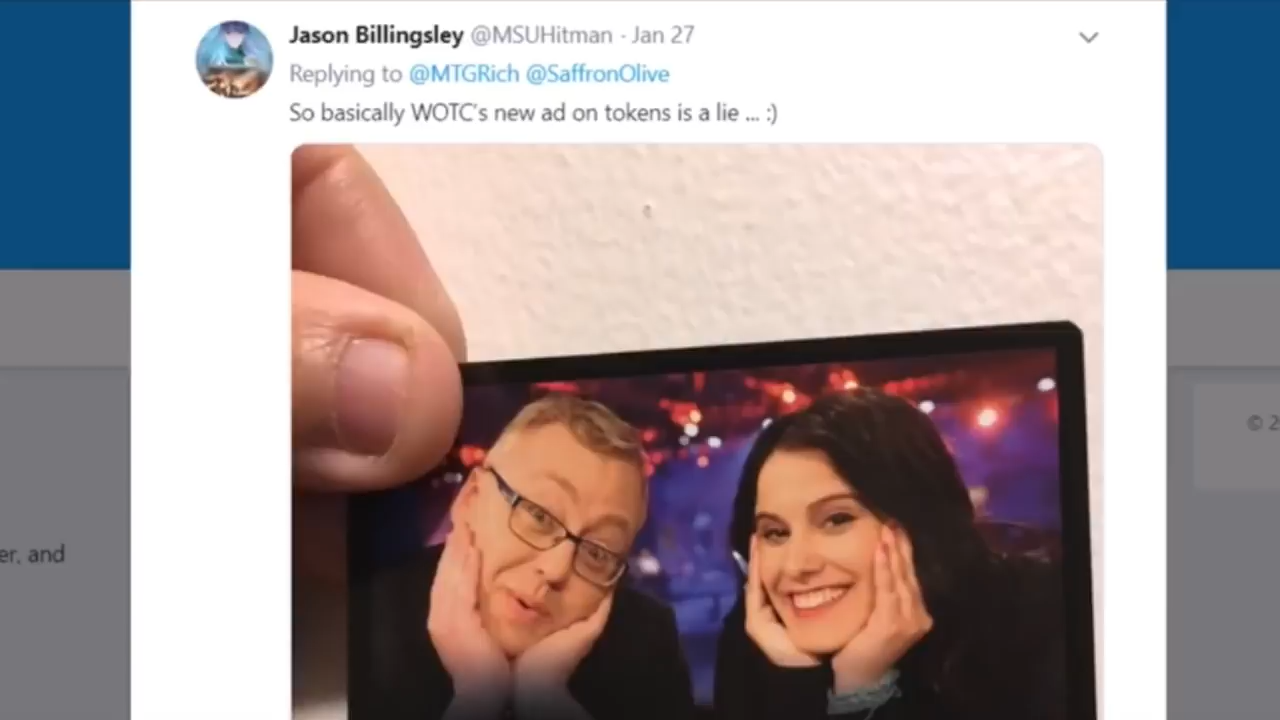 Jason Billingsley @MSUHitman · Jan 27
Replying to @MTGRich @SaffronOlive
So basically WOTC's new ad on tokens is a lie ... :)
© 2
er, and